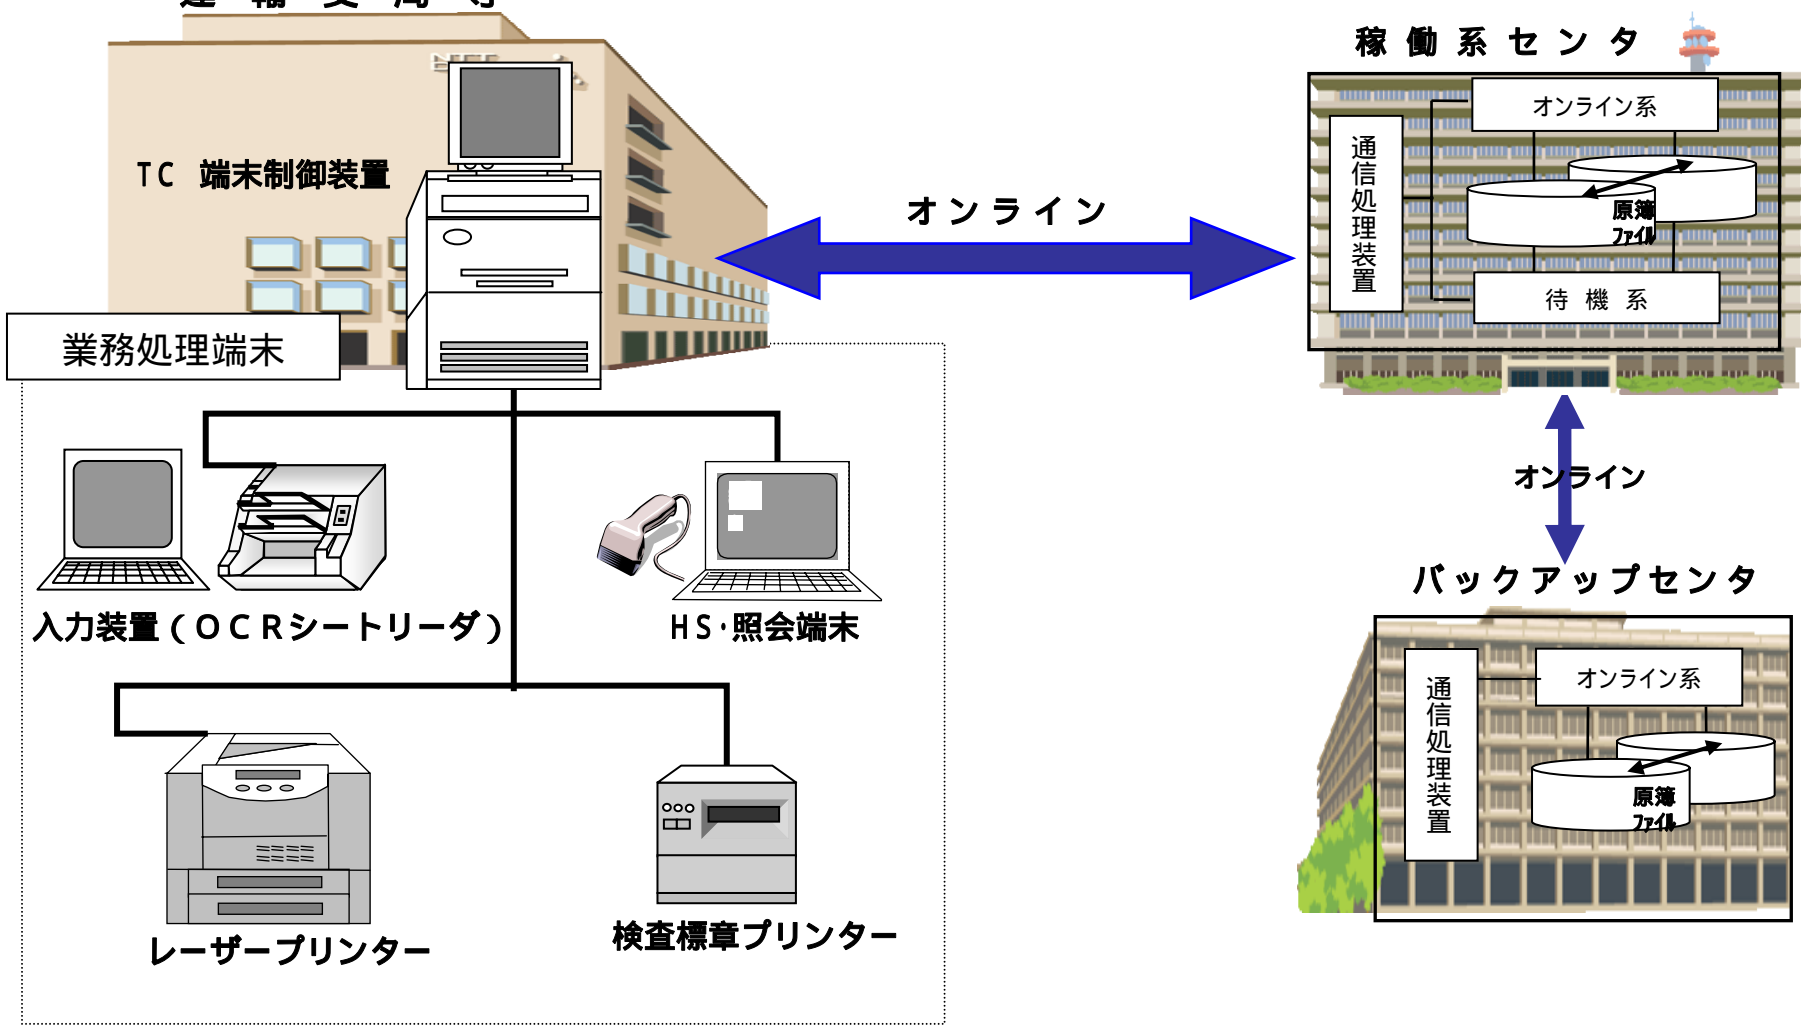 運輸支局等
稼働系センタ
オンライン系
通信処理装置
TC 端末制御装置
オンライン
原簿
ファイル
待機系
業務処理端末
オンライン
バックアップセンタ
入力装置(OCRシートリーダ)
HS・照会端末
オンライン系
通信処理装置
原簿
ファイル
レーザープリンター
検査標章プリンター